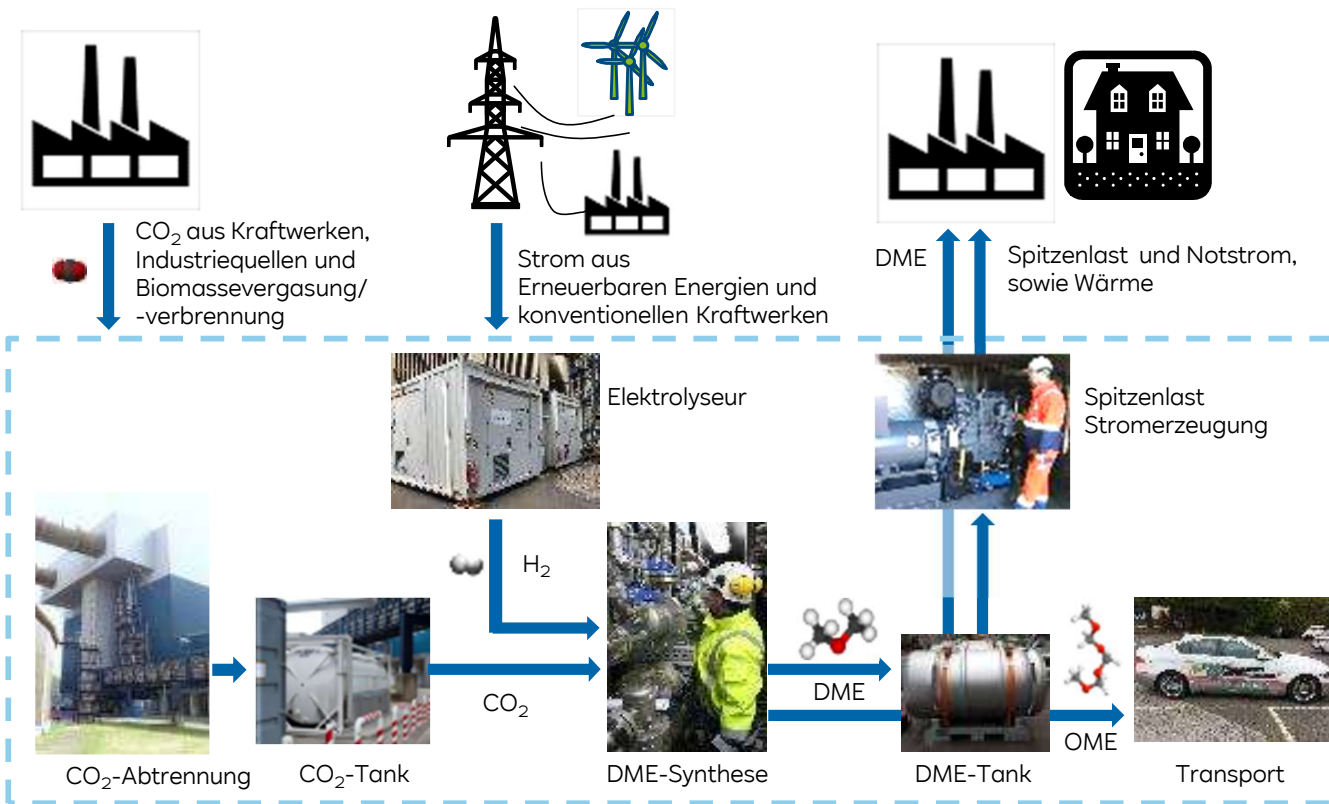 CO₂ aus Kraftwerken,
Industriequellen und
Biomassevergasung/
-verbrennung
Strom aus
Erneuerbaren Energien und
konventionellen Kraftwerken
DME
Spitzenlast und Notstrom,
sowie Wärme
Elektrolyseur
Spitzenlast
Stromerzeugung
H₂
CO₂
DME
OME
CO₂-Abtrennung
CO₂-Tank
DME-Synthese
DME-Tank
Transport